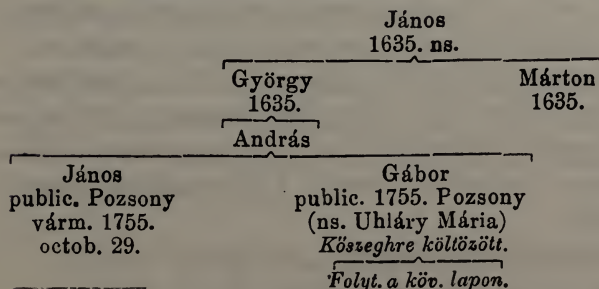 János
1635. ns.
György Márton
1635. 1635.
András
János Gábor
public. Pozsony public. 1755. Pozsony
várm. 1755. (ns. Uhláry Mária)
octob. 29. Kőszeghre költözött.
Folyt. a köv. lapon.